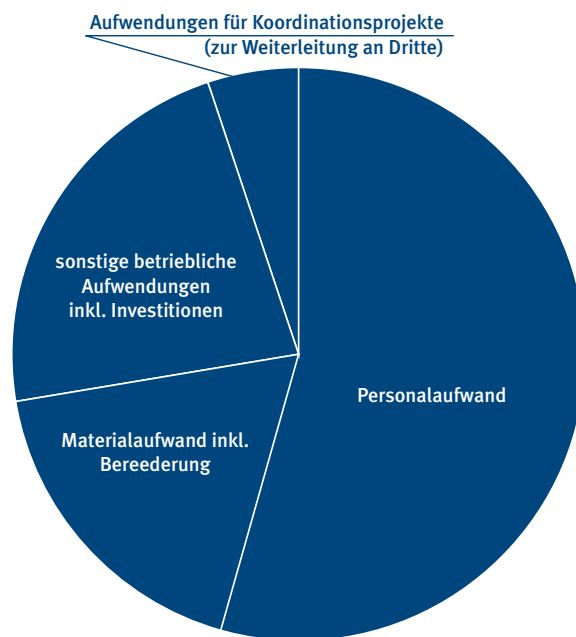 Aufwendungen für Koordinationsprojekte
(zur Weiterleitung an Dritte)
sonstige betriebliche
Aufwendungen
inkl. Investitionen
Personalaufwand
Materialaufwand inkl.
Bereederung